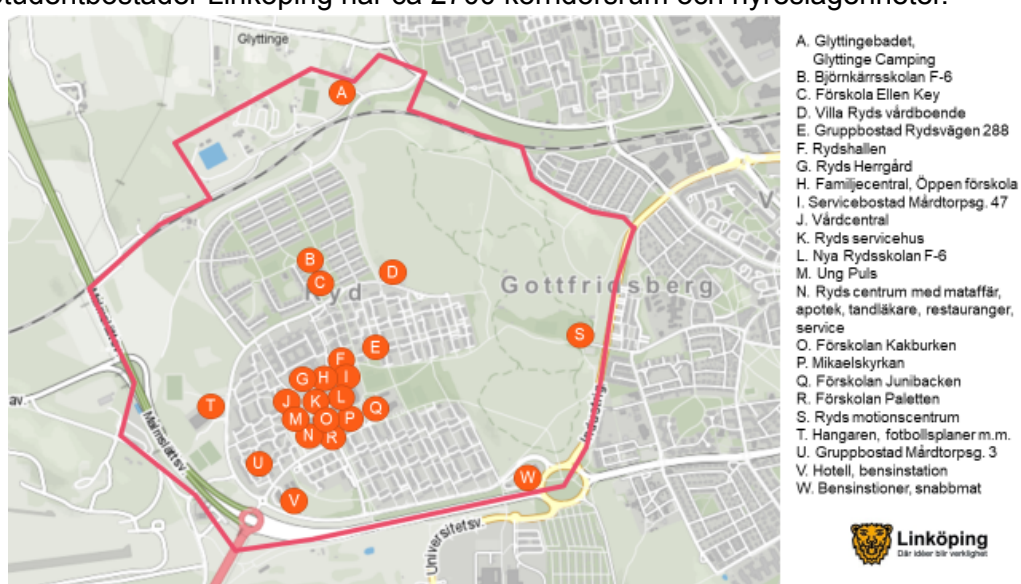 studentbostäder Linköping har ca 2700 korridorsrum och hyreslägenheter.
Glyttinge
A
B
C
D
Ryd
Gottfridsberg
S
E
F
G H I
J K L
T
M O P Q
N R
U
V
W
Malmslättsv.
av.
Industrig.
Universitetsv.
V
A. Glyttingebadet,
Glyttinge Camping
B. Björnkärrsskolan F-6
C. Förskola Ellen Key
D. Villa Ryds vårdboende
E. Gruppbostad Rydsvägen 288
F. Rydshallen
G. Ryds Herrgård
H. Familjecentral, Öppen förskola
I. Servicebostad Mårdtorpsg. 47
J. Vårdcentral
K. Ryds servicehus
L. Nya Rydsskolan F-6
M. Ung Puls
N. Ryds centrum med mataffär,
apotek, tandläkare, restauranger,
service
O. Förskolan Kakburken
P. Mikaelskyrkan
Q. Förskolan Junibacken
R. Förskolan Paletten
S. Ryds motionscentrum
T. Hangaren, fotbollsplaner m.m.
U. Gruppbostad Mårdtorpsg. 3
V. Hotell, bensinstation
W. Bensinstioner, snabbmat
Linköping
Där idéer blir verklighet